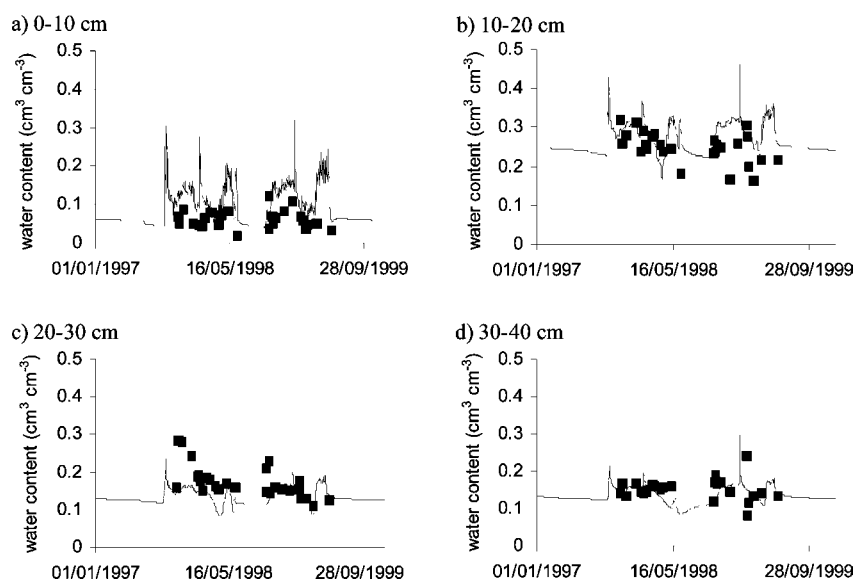 a) 0-10 cm
water content (cm³ cm⁻³)
0.5
0.4
0.3
0.2
0.1
0
01/01/1997 16/05/1998 28/09/1999
b) 10-20 cm
water content (cm³ cm⁻³)
0.5
0.4
0.3
0.2
0.1
0
01/01/1997 16/05/1998 28/09/1999
c) 20-30 cm
water content (cm³ cm⁻³)
0.5
0.4
0.3
0.2
0.1
0
01/01/1997 16/05/1998 28/09/1999
d) 30-40 cm
water content (cm³ cm⁻³)
0.5
0.4
0.3
0.2
0.1
0
01/01/1997 16/05/1998 28/09/1999